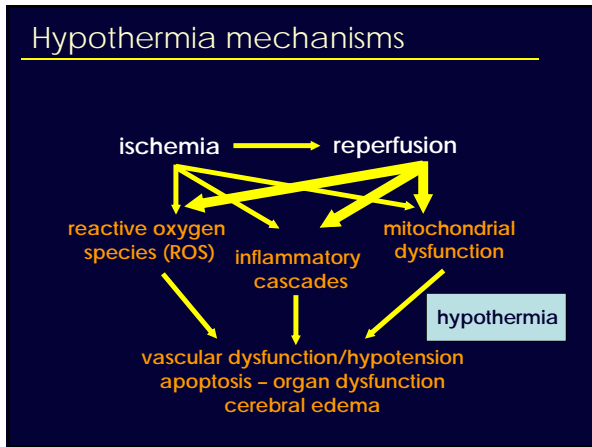 Hypothermia mechanisms
ischemia
reperfusion
reactive oxygen
species (ROS)
inflammatory
cascades
mitochondrial
dysfunction
hypothermia
vascular dysfunction/hypotension
apoptosis – organ dysfunction
cerebral edema